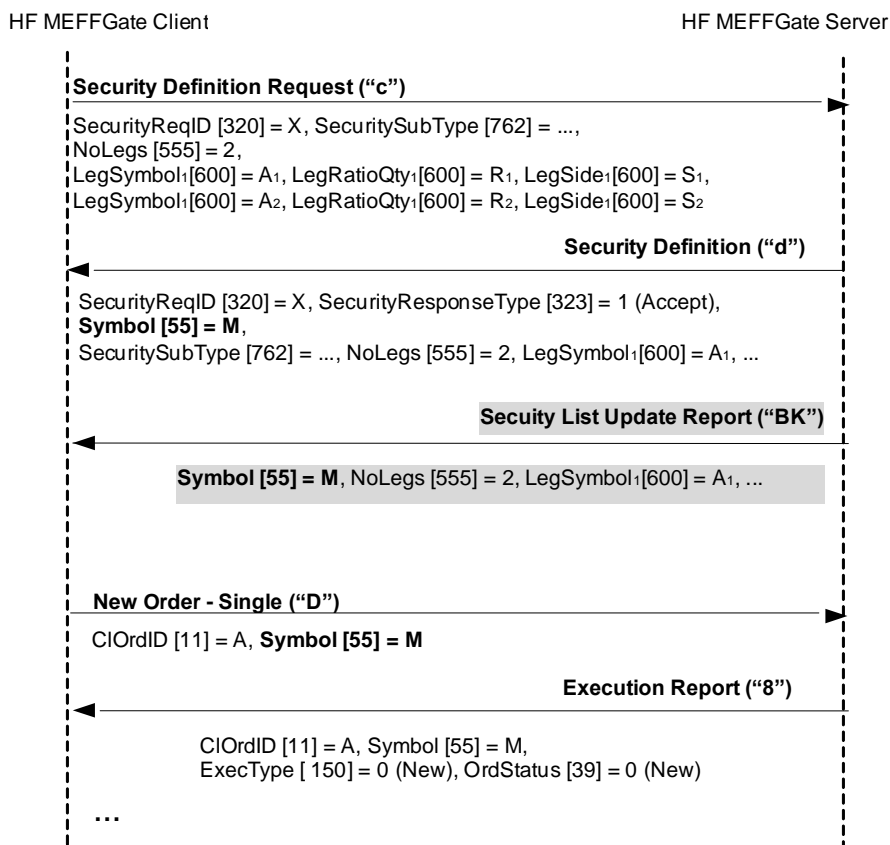 HF MEFFGate Client
HF MEFFGate Server
Security Definition Request (“c”)
SecurityReqID [320] = X, SecuritySubType [762] = ...,
NoLegs [555] = 2,
LegSymbol₁[600] = A₁, LegRatioQty₁[600] = R₁, LegSide₁[600] = S₁,
LegSymbol₁[600] = A₂, LegRatioQty₁[600] = R₂, LegSide₁[600] = S₂
Security Definition (“d”)
SecurityReqID [320] = X, SecurityResponseType [323] = 1 (Accept),
Symbol [55] = M,
SecuritySubType [762] = ..., NoLegs [555] = 2, LegSymbol₁[600] = A₁, ...
Secuity List Update Report (“BK”)
Symbol [55] = M, NoLegs [555] = 2, LegSymbol₁[600] = A₁, ...
New Order - Single (“D”)
ClOrdID [11] = A, Symbol [55] = M
Execution Report (“8”)
ClOrdID [11] = A, Symbol [55] = M,
ExecType [ 150] = 0 (New), OrdStatus [39] = 0 (New)
...